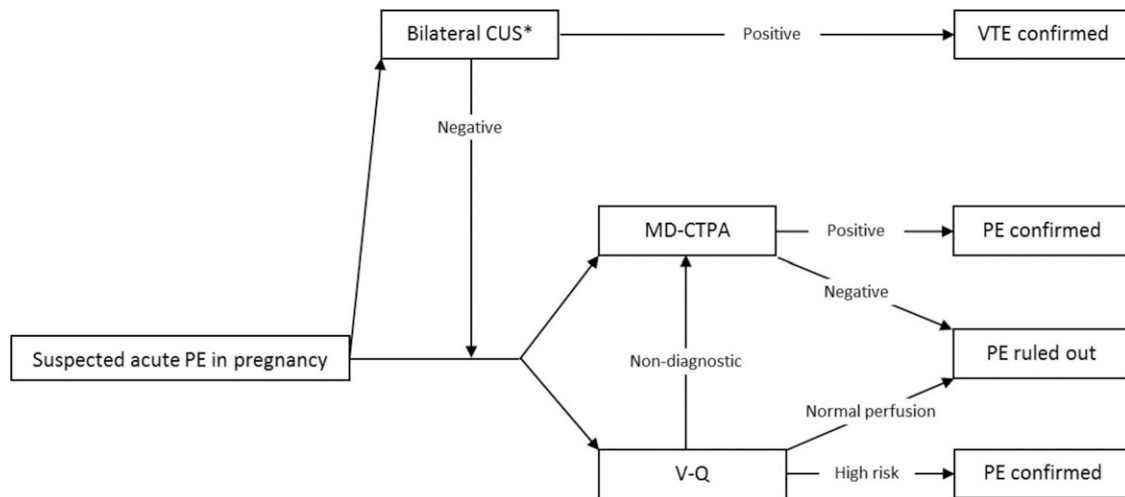 Bilateral CUS*
Positive
VTE confirmed
Negative
MD-CTPA
Positive
PE confirmed
Negative
Suspected acute PE in pregnancy
Non-diagnostic
PE ruled out
Normal perfusion
V-Q
High risk
PE confirmed